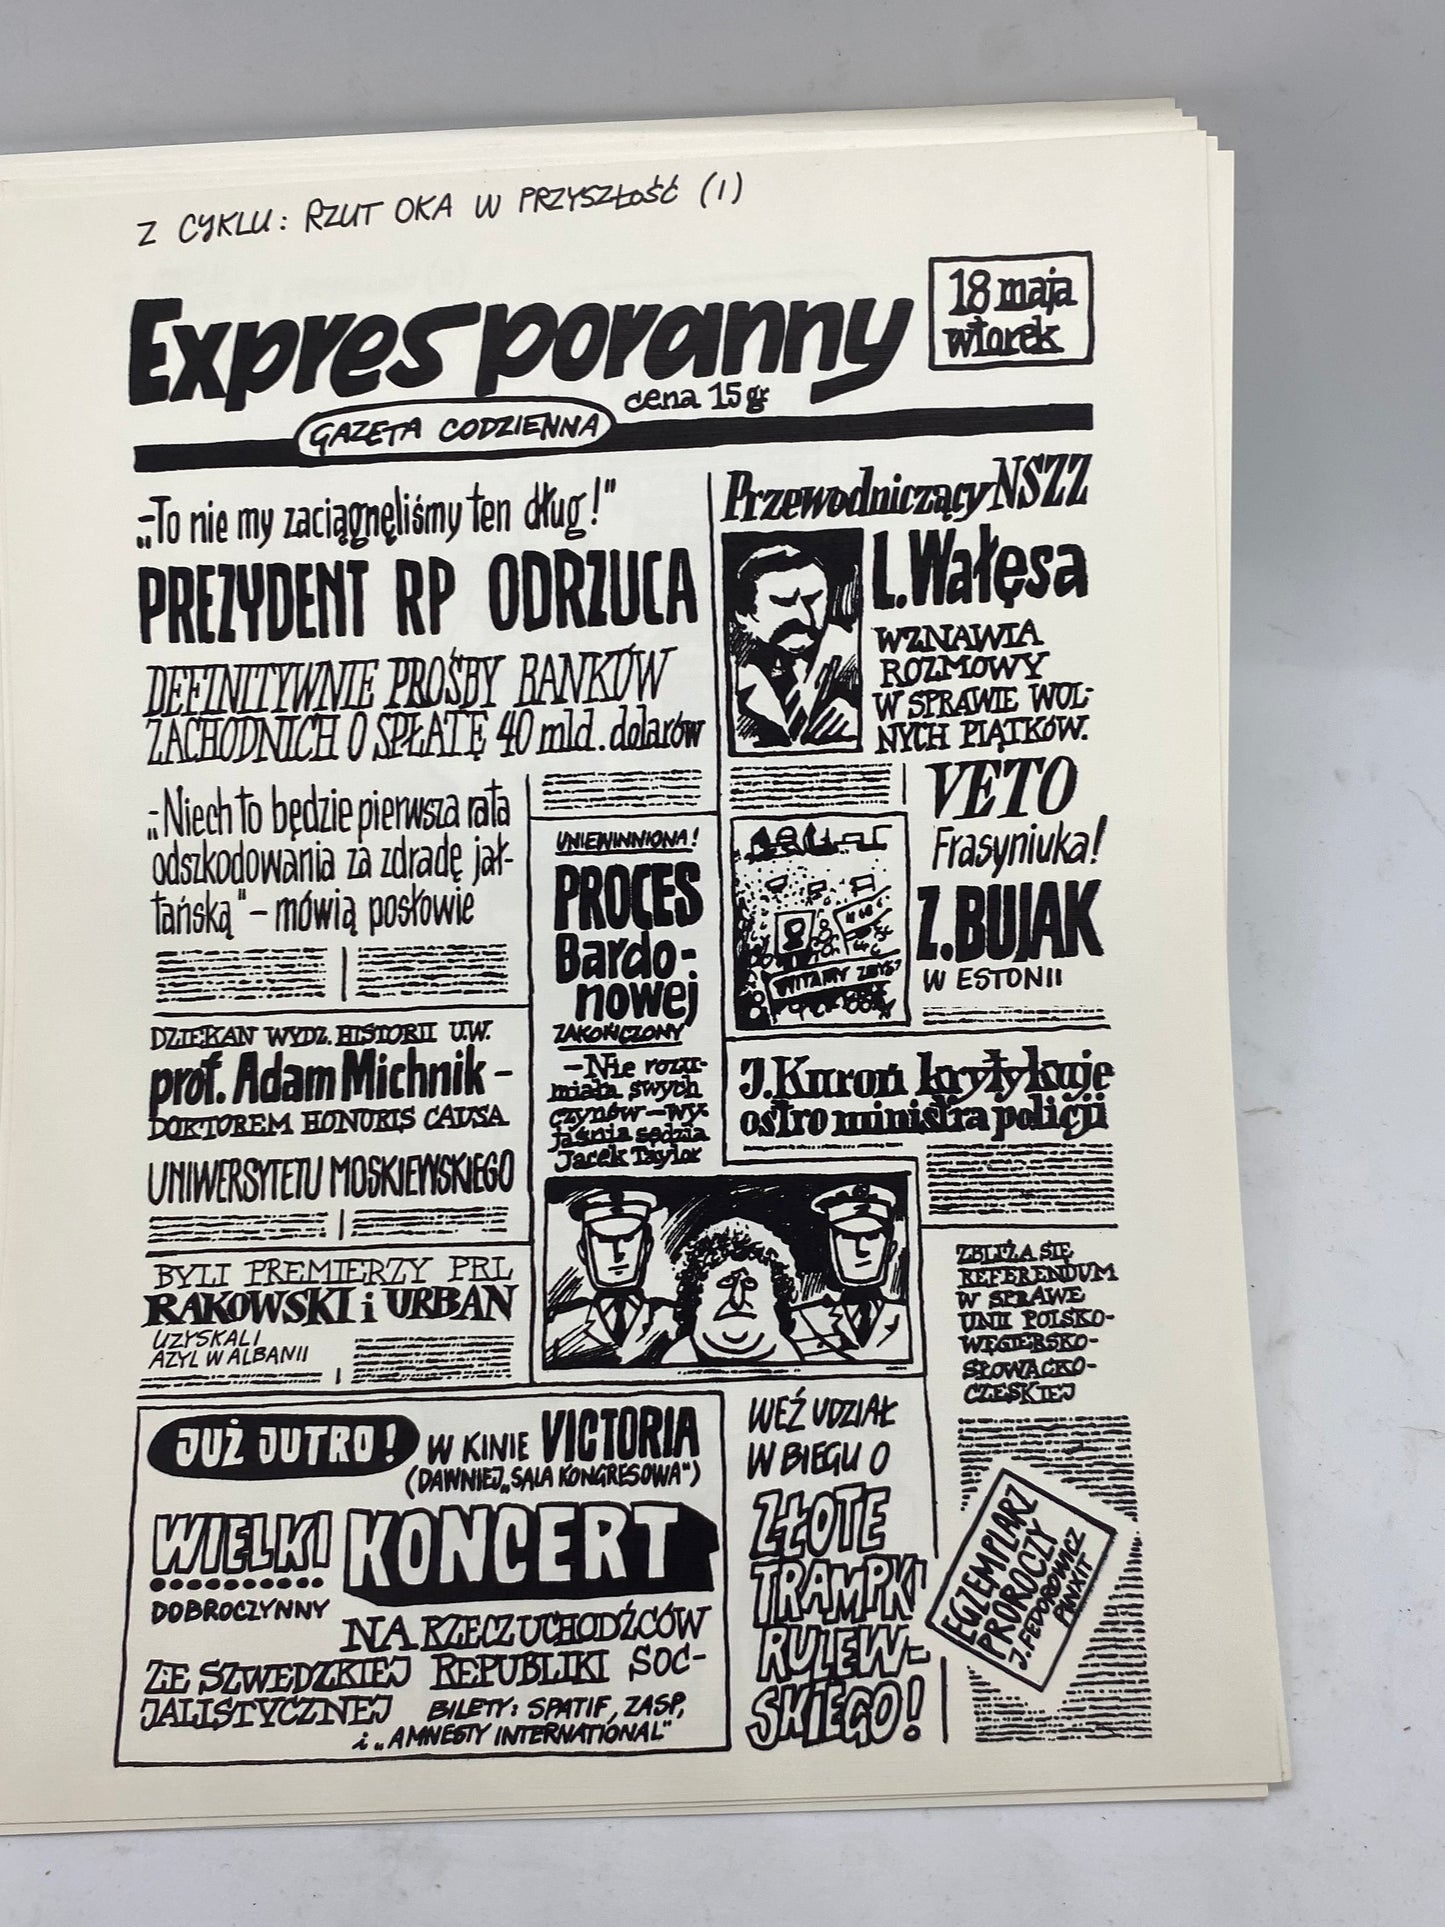 Z CYKLU: RZUT OKA W PRZYSZŁOŚĆ (1)
Expres poranny
18 maja
wtorek
cena 15 gr
GAZETA CODZIENNA
„-To nie my zaciągnęliśmy ten dług!"
PREZYDENT RP ODRZUCA
DEFINITYWNIE PROŚBY BANKÓW
ZACHODNICH O SPŁATĘ 40 mld. dolarów
„-Niech to będzie pierwsza rata
odszkodowania za zdradę jał-
tańską" – mówią posłowie
Przewodniczący NSZZ
L. Wałęsa
WZNAWIA
ROZMOWY
W SPRAWIE WOL-
NYCH PIĄTKÓW.
VETO
Frasyniuka!
Z. BUJAK
W ESTONII
WITAMY ZBYS
UNIEWINNIONA!
PROCES
Bardo-
nowej
ZAKOŃCZONY
– Nie rozu-
miała swych
czynów – wy-
jaśnia sędzia
Jacek Taylor
J. Kuroń krytykuje
ostro ministra policji
DZIEKAN WYDZ. HISTORII U.W.
prof. Adam Michnik –
DOKTOREM HONORIS CAUSA
UNIWERSYTETU MOSKIEWSKIEGO
BYLI PREMIERZY PRL
RAKOWSKI i URBAN
UZYSKALI
AZYL W ALBANII
ZBLIŻA SIĘ
REFERENDUM
W SPRAWIE
UNII POLSKO-
WĘGIERSKO-
SŁOWACKO-
CZESKIEJ
JUŻ JUTRO! W KINIE VICTORIA
(DAWNIEJ „SALA KONGRESOWA")
WIELKI KONCERT
DOBROCZYNNY
NA RZECZ UCHODŹCÓW
ZE SZWEDZKIEJ REPUBLIKI SOC-
JALISTYCZNEJ BILETY: SPATIF, ZASP,
i „AMNESTY INTERNATIONAL"
WEŹ UDZIAŁ
W BIEGU O
ZŁOTE
TRAMPKI
RULEW-
SKIEGO!
EGZEMPLARZ
PROROCZY
J. FEDOROWICZ
PINXIT